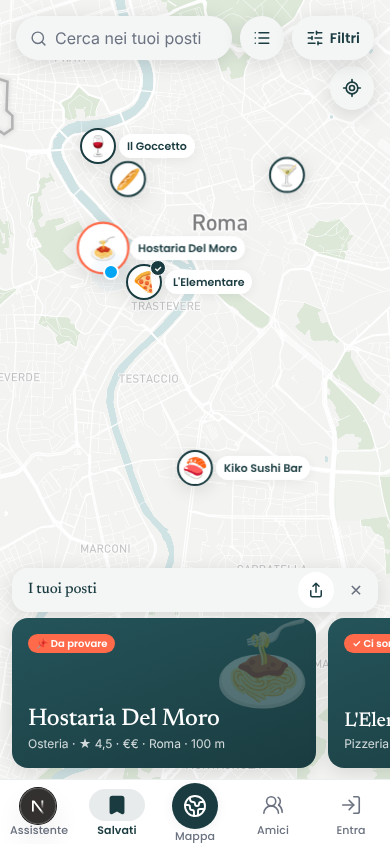 Cerca nei tuoi posti
Filtri
Il Goccetto
Roma
Hostaria Del Moro
L'Elementare
TRASTEVERE
EVERDE
TESTACCIO
Kiko Sushi Bar
MARCONI
I tuoi posti
📌 Da provare
Hostaria Del Moro
Osteria · ★ 4,5 · €€ · Roma · 100 m
✓ Ci so
L'Ele
Pizzeria
N
Assistente
Salvati
Mappa
Amici
Entra